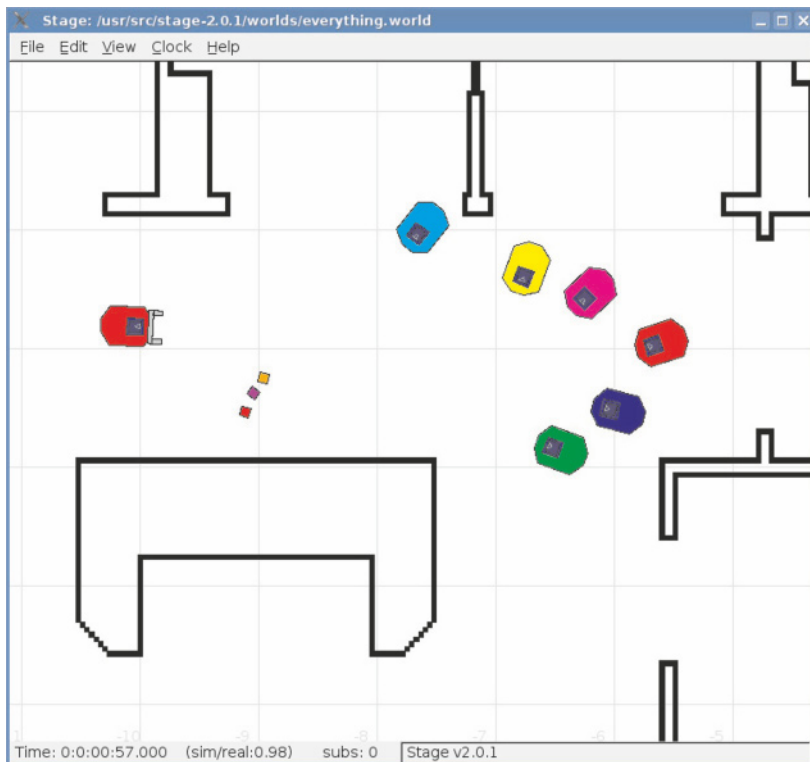 Stage: /usr/src/stage-2.0.1/worlds/everything.world
File Edit View Clock Help
-10 -9 -8 -7 -6 -5
Time: 0:0:00:57.000 (sim/real:0.98) subs: 0 Stage v2.0.1